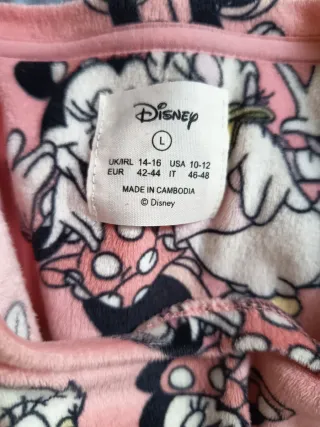 Disney
L
UK/IRL 14-16 USA 10-12
EUR 42-44 IT 46-48
MADE IN CAMBODIA
© Disney